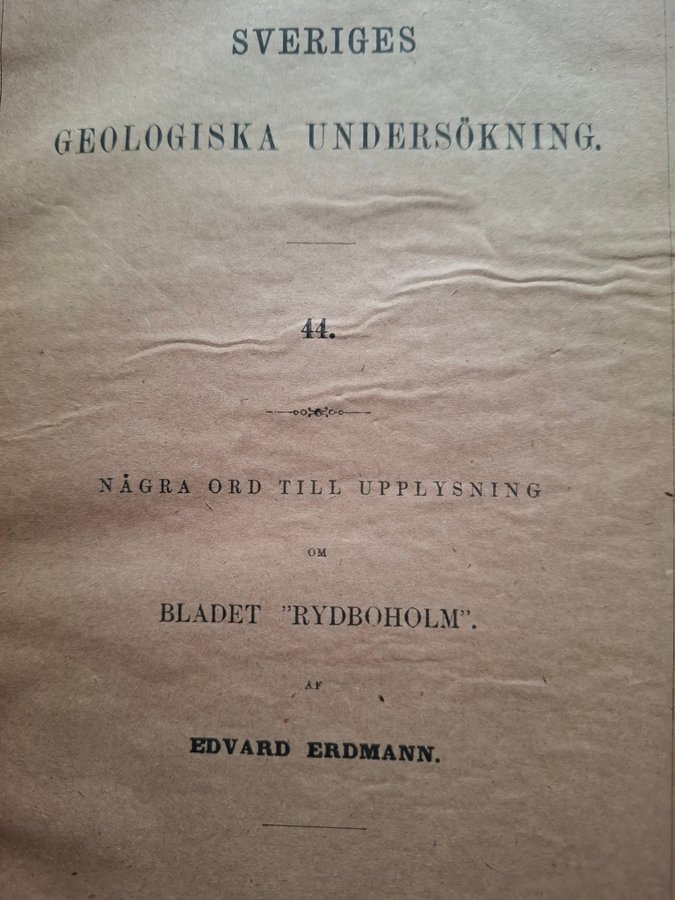 SVERIGES
GEOLOGISKA UNDERSÖKNING.
44.
NÅGRA ORD TILL UPPLYSNING
OM
BLADET ”RYDBOHOLM”.
AF
EDVARD ERDMANN.